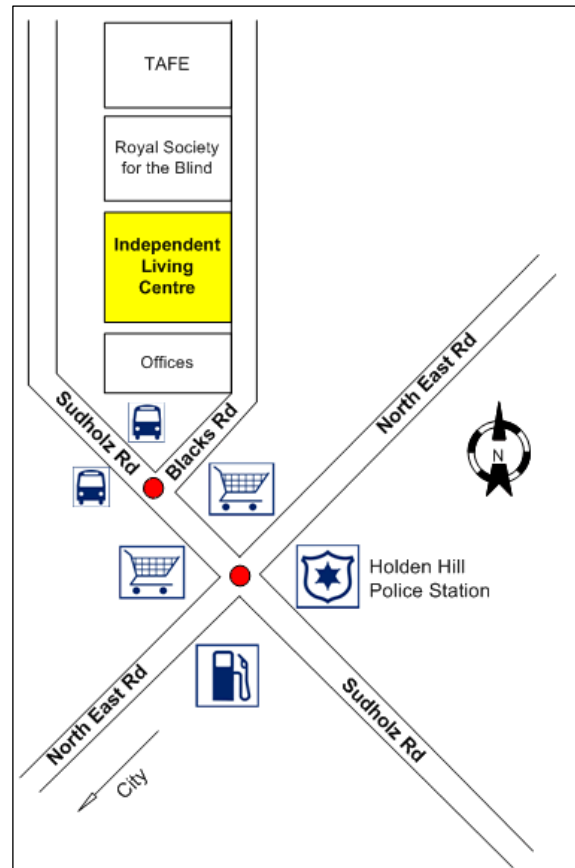 TAFE
Royal Society
for the Blind
Independent
Living
Centre
Offices
Sudholz Rd
Blacks Rd
North East Rd
N
Holden Hill
Police Station
North East Rd
City
Sudholz Rd